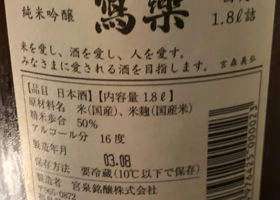 寫樂
純米吟醸
1.8ℓ詰
米を愛し、酒を愛し、人を愛す。
みなさまに愛される酒を目指します。
宮森義弘
【品目 日本酒】【内容量 1.8ℓ】
原材料名 米(国産)、米麹(国産米)
精米歩合 50%
アルコール分 16度
製造年月
03.08
保存方法 要冷蔵(10℃以下で保存)
製造者 宮泉銘醸株式会社
〒965-0872